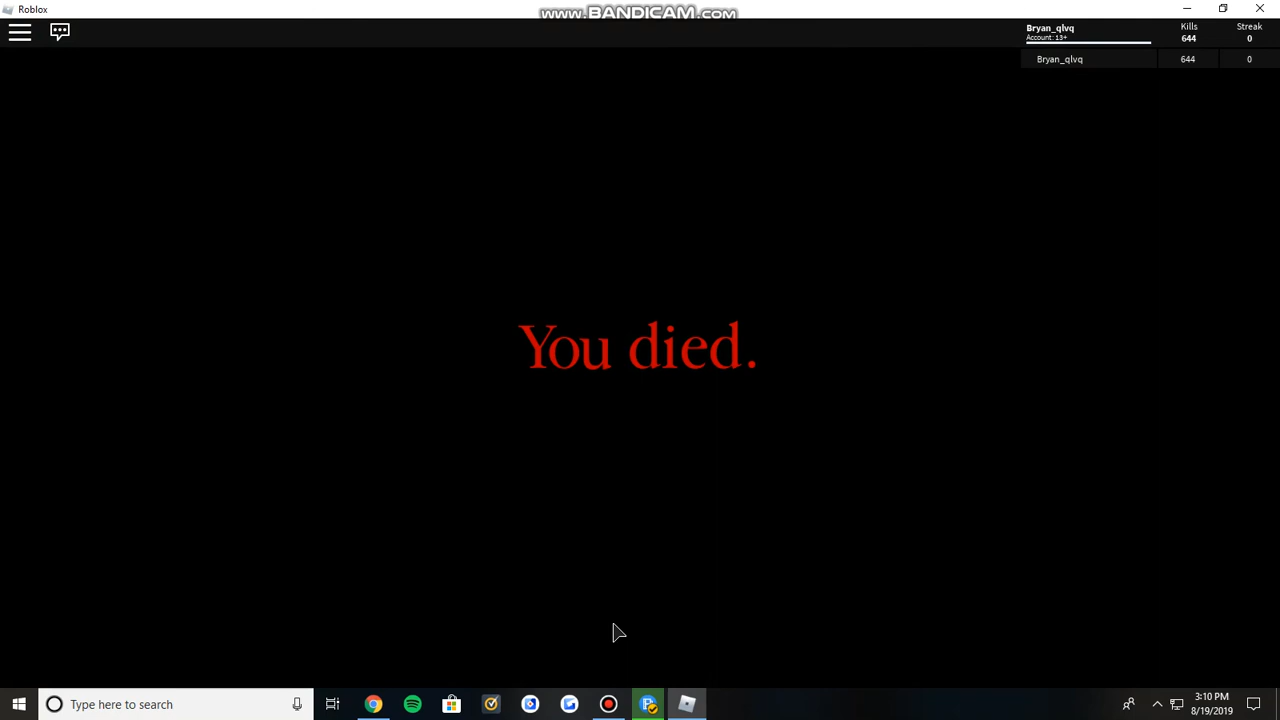 Roblox
www.BANDICAM.com
Bryan_qlvq
Account: 13+
Kills
644
Streak
0
Bryan_qlvq 644 0
You died.
Type here to search
3:10 PM
8/19/2019